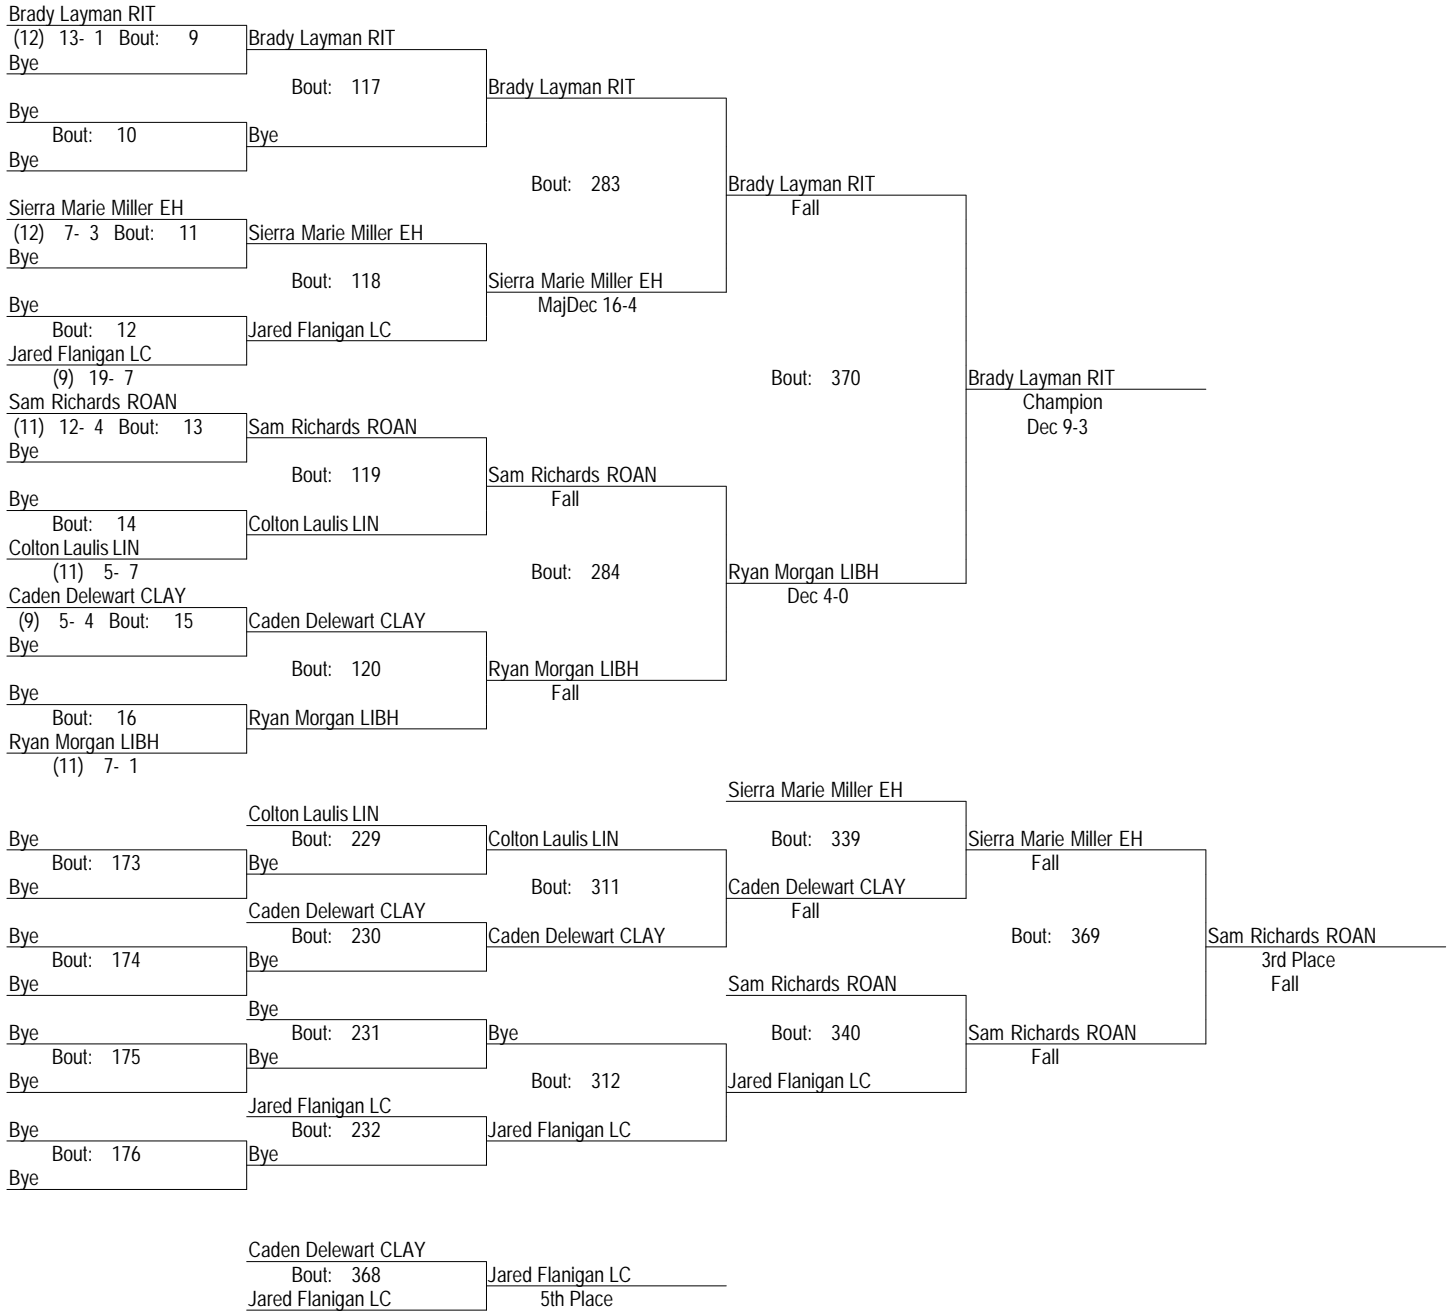 Brady Layman RIT
(12) 13- 1 Bout: 9 Brady Layman RIT
Bye
Bout: 117 Brady Layman RIT
Bye
Bout: 10 Bye
Bye
Bout: 283 Brady Layman RIT
Fall
Sierra Marie Miller EH
(12) 7- 3 Bout: 11 Sierra Marie Miller EH
Bye
Bout: 118 Sierra Marie Miller EH
Bye MajDec 16-4
Bout: 12 Jared Flanigan LC
Jared Flanigan LC
(9) 19- 7 Bout: 370 Brady Layman RIT
Sam Richards ROAN Champion
(11) 12- 4 Bout: 13 Sam Richards ROAN Dec 9-3
Bye
Bout: 119 Sam Richards ROAN
Bye Fall
Bout: 14 Colton Laulis LIN
Colton Laulis LIN
(11) 5- 7 Bout: 284 Ryan Morgan LIBH
Caden Delewart CLAY Dec 4-0
(9) 5- 4 Bout: 15 Caden Delewart CLAY
Bye
Bout: 120 Ryan Morgan LIBH
Bye Fall
Bout: 16 Ryan Morgan LIBH
Ryan Morgan LIBH
(11) 7- 1
Sierra Marie Miller EH
Colton Laulis LIN
Bye Bout: 229 Colton Laulis LIN Bout: 339 Sierra Marie Miller EH
Bout: 173 Bye Fall
Bye Bout: 311 Caden Delewart CLAY
Caden Delewart CLAY Fall
Bye Bout: 230 Caden Delewart CLAY Bout: 369 Sam Richards ROAN
Bout: 174 Bye 3rd Place
Bye Sam Richards ROAN Fall
Bye
Bye Bout: 231 Bye Bout: 340 Sam Richards ROAN
Bout: 175 Bye Fall
Bye Bout: 312 Jared Flanigan LC
Jared Flanigan LC
Bye Bout: 232 Jared Flanigan LC
Bout: 176 Bye
Bye
Caden Delewart CLAY
Bout: 368 Jared Flanigan LC
Jared Flanigan LC 5th Place